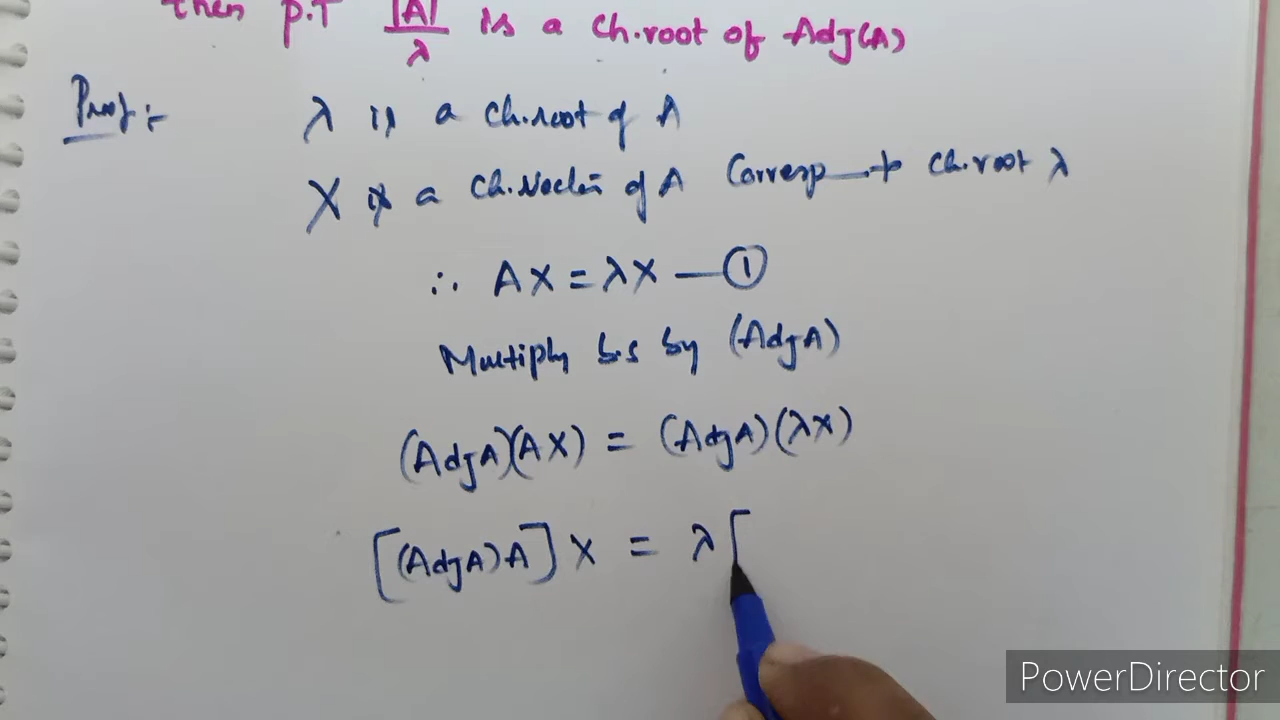 then p.T |A|/λ is a ch.root of Adj(A)
Proof :-
λ is a ch.root of A
X is a ch.vector of A Corresp — to ch.root λ
∴ AX = λX — ①
Multiply b.s by (AdjA)
(AdjA)(AX) = (AdjA)(λX)
[(AdjA)A] X = λ[
PowerDirector